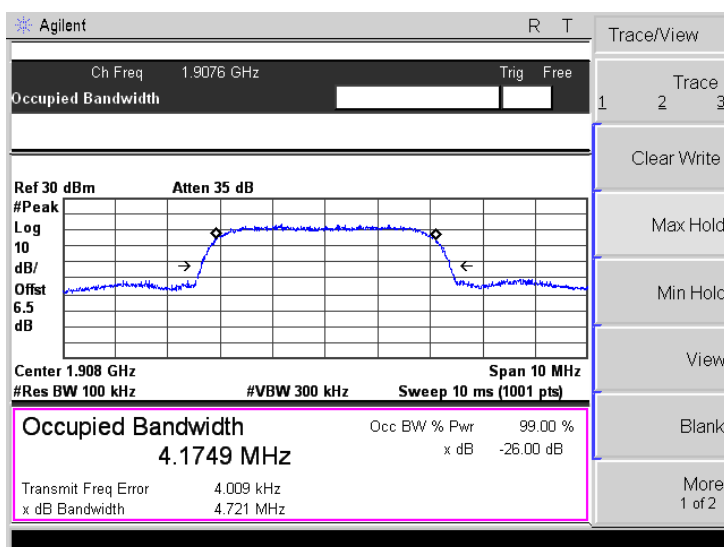 Agilent R T
Ch Freq 1.9076 GHz Trig Free
Occupied Bandwidth
Ref 30 dBm Atten 35 dB
#Peak
Log
10
dB/
Offst
6.5
dB
Center 1.908 GHz Span 10 MHz
#Res BW 100 kHz #VBW 300 kHz Sweep 10 ms (1001 pts)
Occupied Bandwidth
4.1749 MHz
Occ BW % Pwr 99.00 %
x dB -26.00 dB
Transmit Freq Error 4.009 kHz
x dB Bandwidth 4.721 MHz
Trace/View
Trace
1 2 3
Clear Write
Max Hold
Min Hold
View
Blank
More
1 of 2